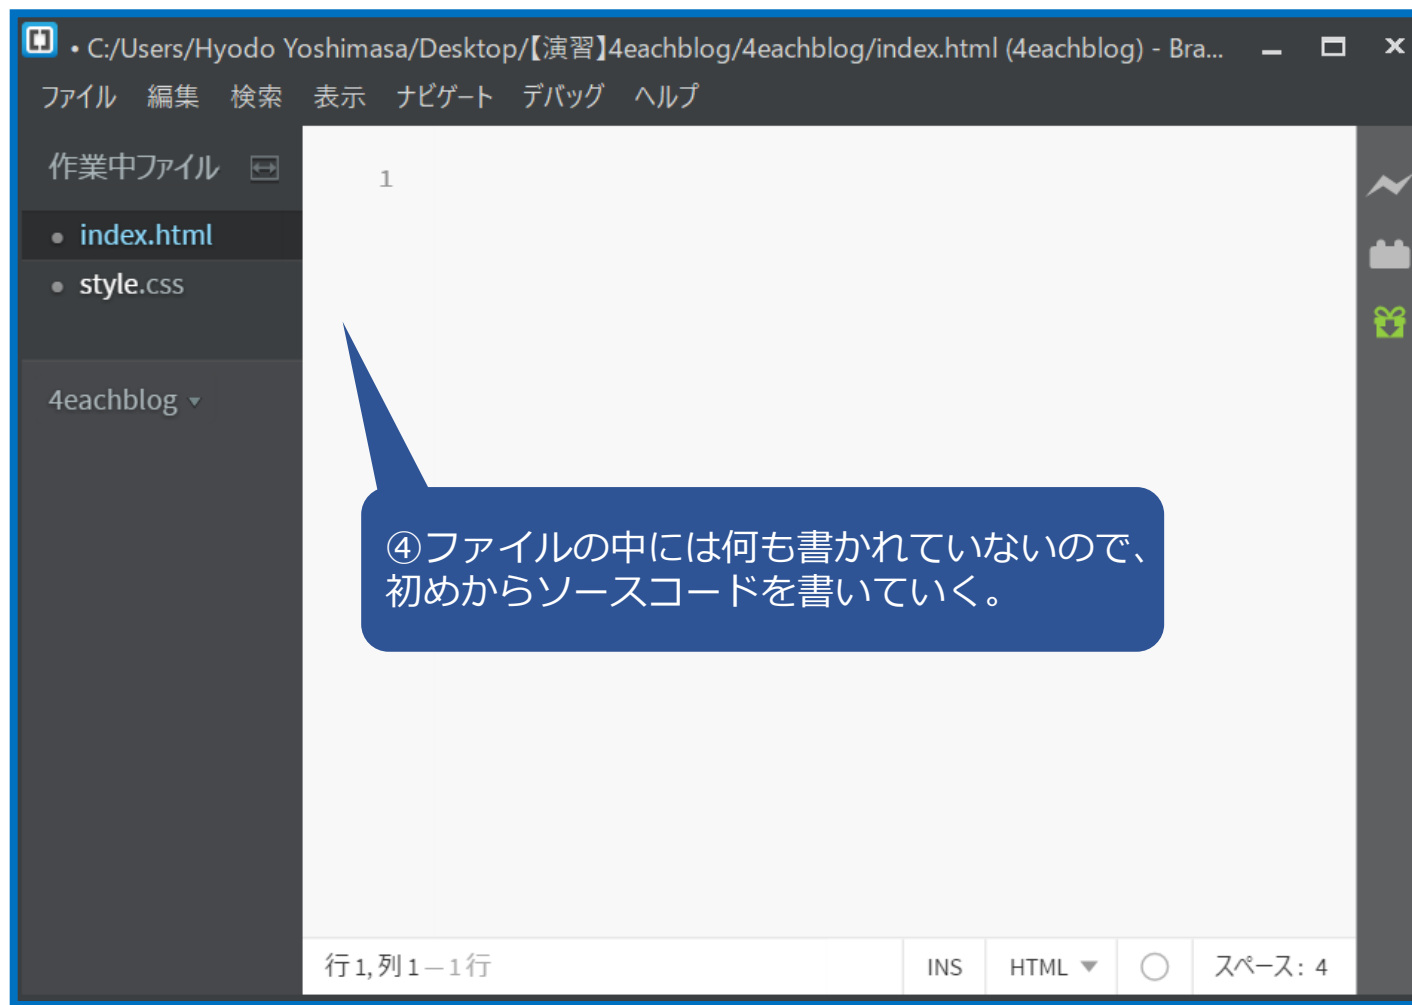 • C:/Users/Hyodo Yoshimasa/Desktop/【演習】4eachblog/4eachblog/index.html (4eachblog) - Bra...
ファイル 編集 検索 表示 ナビゲート デバッグ ヘルプ
作業中ファイル
1
index.html
style.css
4eachblog
④ファイルの中には何も書かれていないので、
初めからソースコードを書いていく。
行 1, 列 1 — 1 行 INS HTML スペース: 4